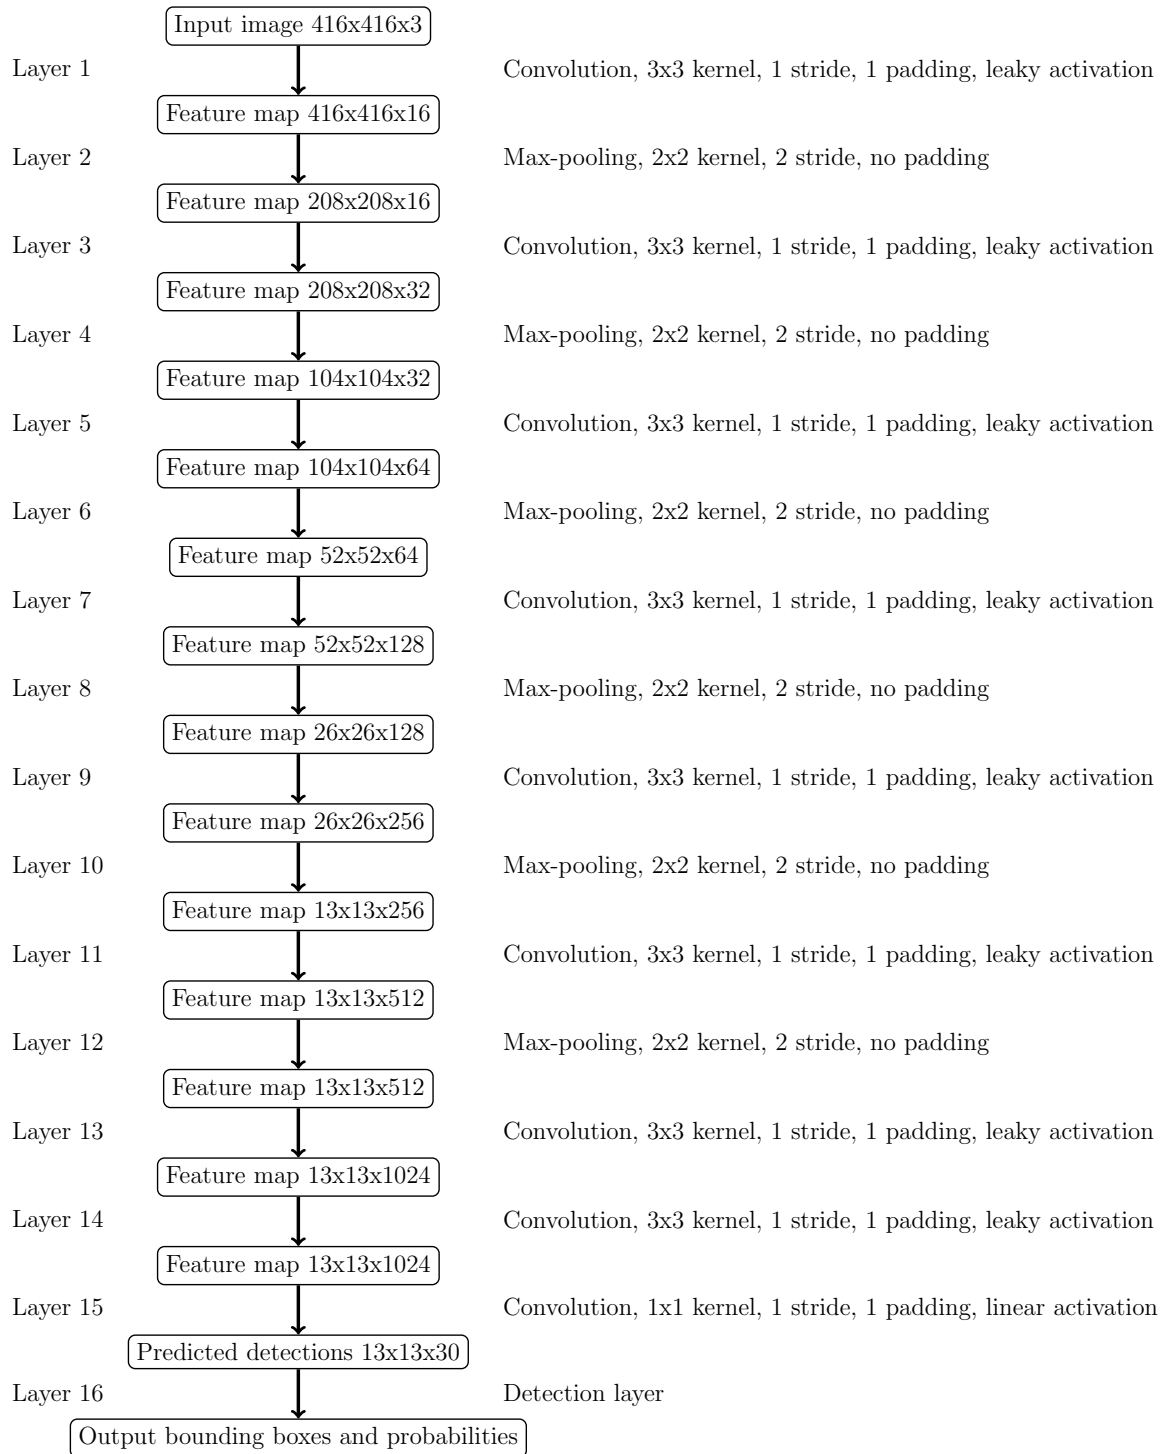 Input image 416x416x3
Layer 1 Convolution, 3x3 kernel, 1 stride, 1 padding, leaky activation
Feature map 416x416x16
Layer 2 Max-pooling, 2x2 kernel, 2 stride, no padding
Feature map 208x208x16
Layer 3 Convolution, 3x3 kernel, 1 stride, 1 padding, leaky activation
Feature map 208x208x32
Layer 4 Max-pooling, 2x2 kernel, 2 stride, no padding
Feature map 104x104x32
Layer 5 Convolution, 3x3 kernel, 1 stride, 1 padding, leaky activation
Feature map 104x104x64
Layer 6 Max-pooling, 2x2 kernel, 2 stride, no padding
Feature map 52x52x64
Layer 7 Convolution, 3x3 kernel, 1 stride, 1 padding, leaky activation
Feature map 52x52x128
Layer 8 Max-pooling, 2x2 kernel, 2 stride, no padding
Feature map 26x26x128
Layer 9 Convolution, 3x3 kernel, 1 stride, 1 padding, leaky activation
Feature map 26x26x256
Layer 10 Max-pooling, 2x2 kernel, 2 stride, no padding
Feature map 13x13x256
Layer 11 Convolution, 3x3 kernel, 1 stride, 1 padding, leaky activation
Feature map 13x13x512
Layer 12 Max-pooling, 2x2 kernel, 2 stride, no padding
Feature map 13x13x512
Layer 13 Convolution, 3x3 kernel, 1 stride, 1 padding, leaky activation
Feature map 13x13x1024
Layer 14 Convolution, 3x3 kernel, 1 stride, 1 padding, leaky activation
Feature map 13x13x1024
Layer 15 Convolution, 1x1 kernel, 1 stride, 1 padding, linear activation
Predicted detections 13x13x30
Layer 16 Detection layer
Output bounding boxes and probabilities